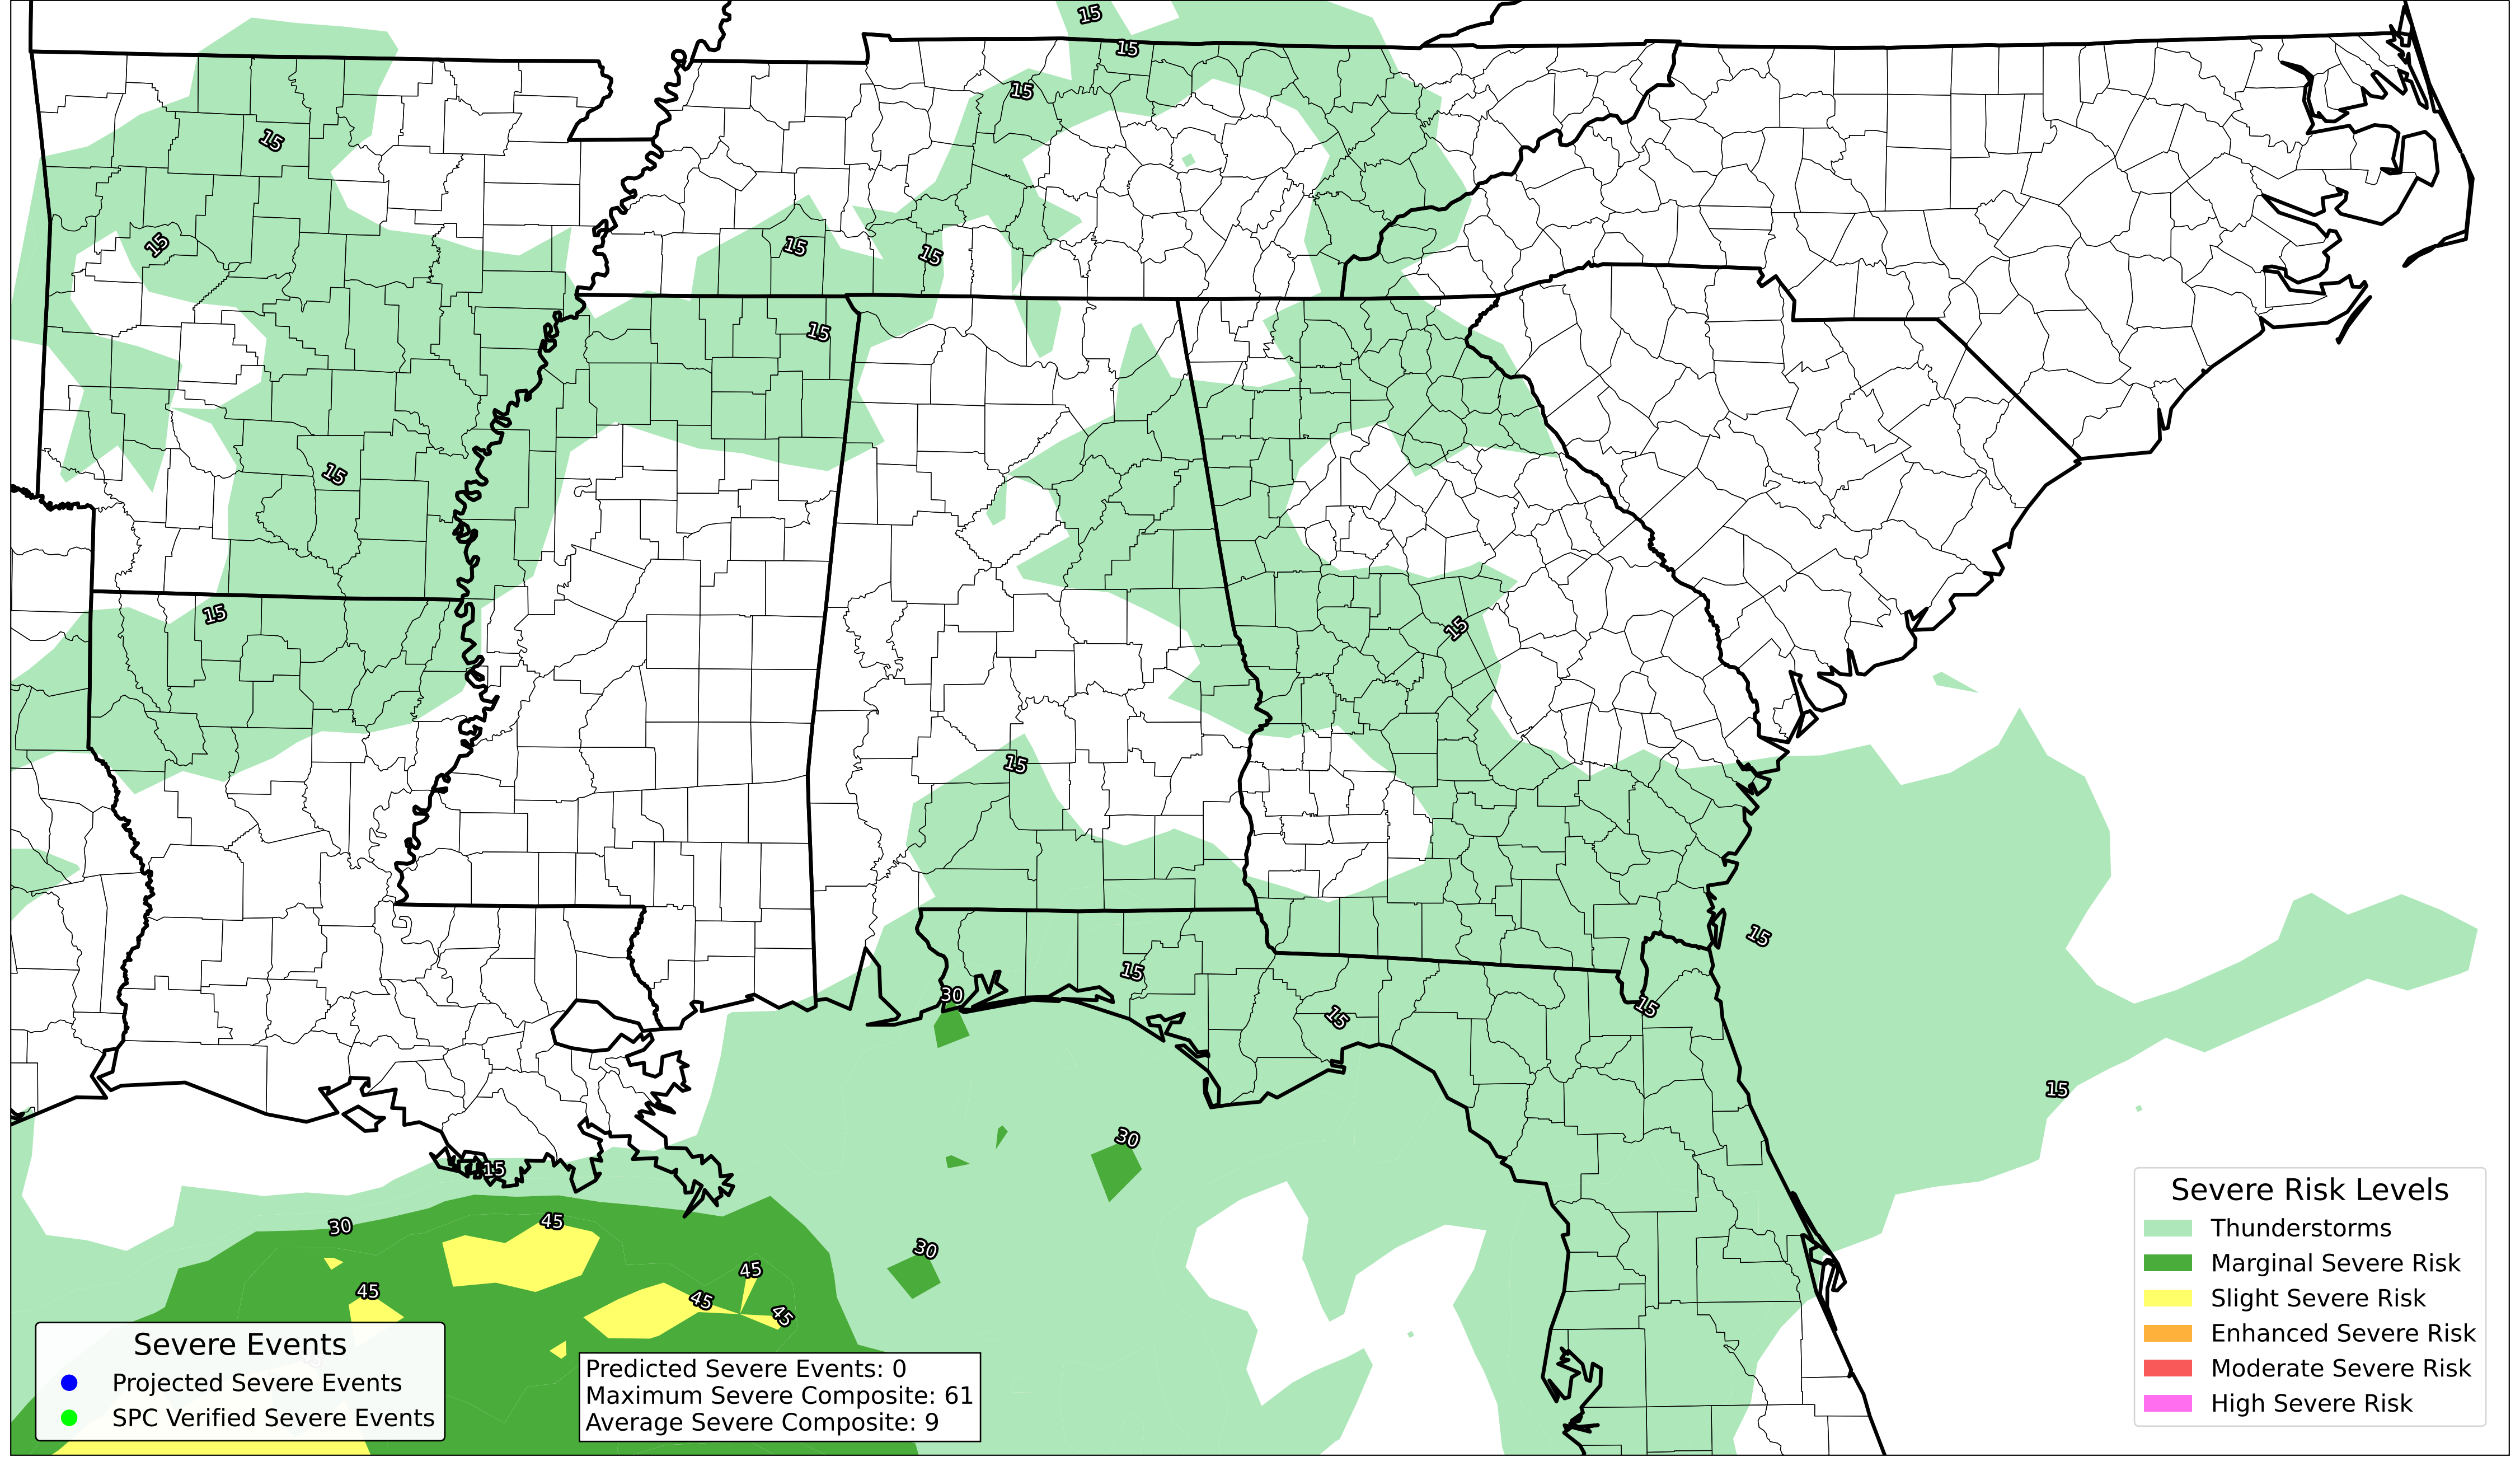 15
15
15
15
15
15
15
15
15
15
15
15
15
30
15
15
15
15
30
15
15
30
45
30
45
45
45
45
Severe Risk Levels
Thunderstorms
Marginal Severe Risk
Slight Severe Risk
Enhanced Severe Risk
Moderate Severe Risk
High Severe Risk
Severe Events
Projected Severe Events
SPC Verified Severe Events
Predicted Severe Events: 0
Maximum Severe Composite: 61
Average Severe Composite: 9